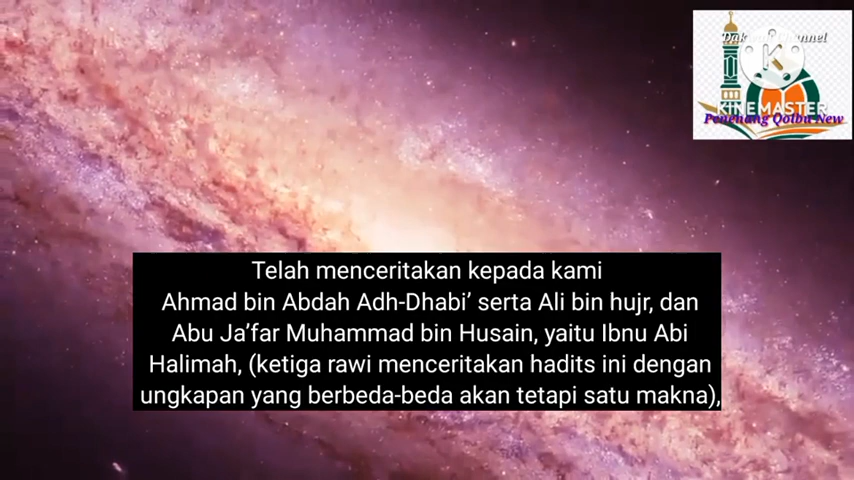 Channel
KINEMASTER
Penenang Qolbu New
Telah menceritakan kepada kami
Ahmad bin Abdah Adh-Dhabi’ serta Ali bin hujr, dan
Abu Ja’far Muhammad bin Husain, yaitu Ibnu Abi
Halimah, (ketiga rawi menceritakan hadits ini dengan
ungkapan yang berbeda-beda akan tetapi satu makna),